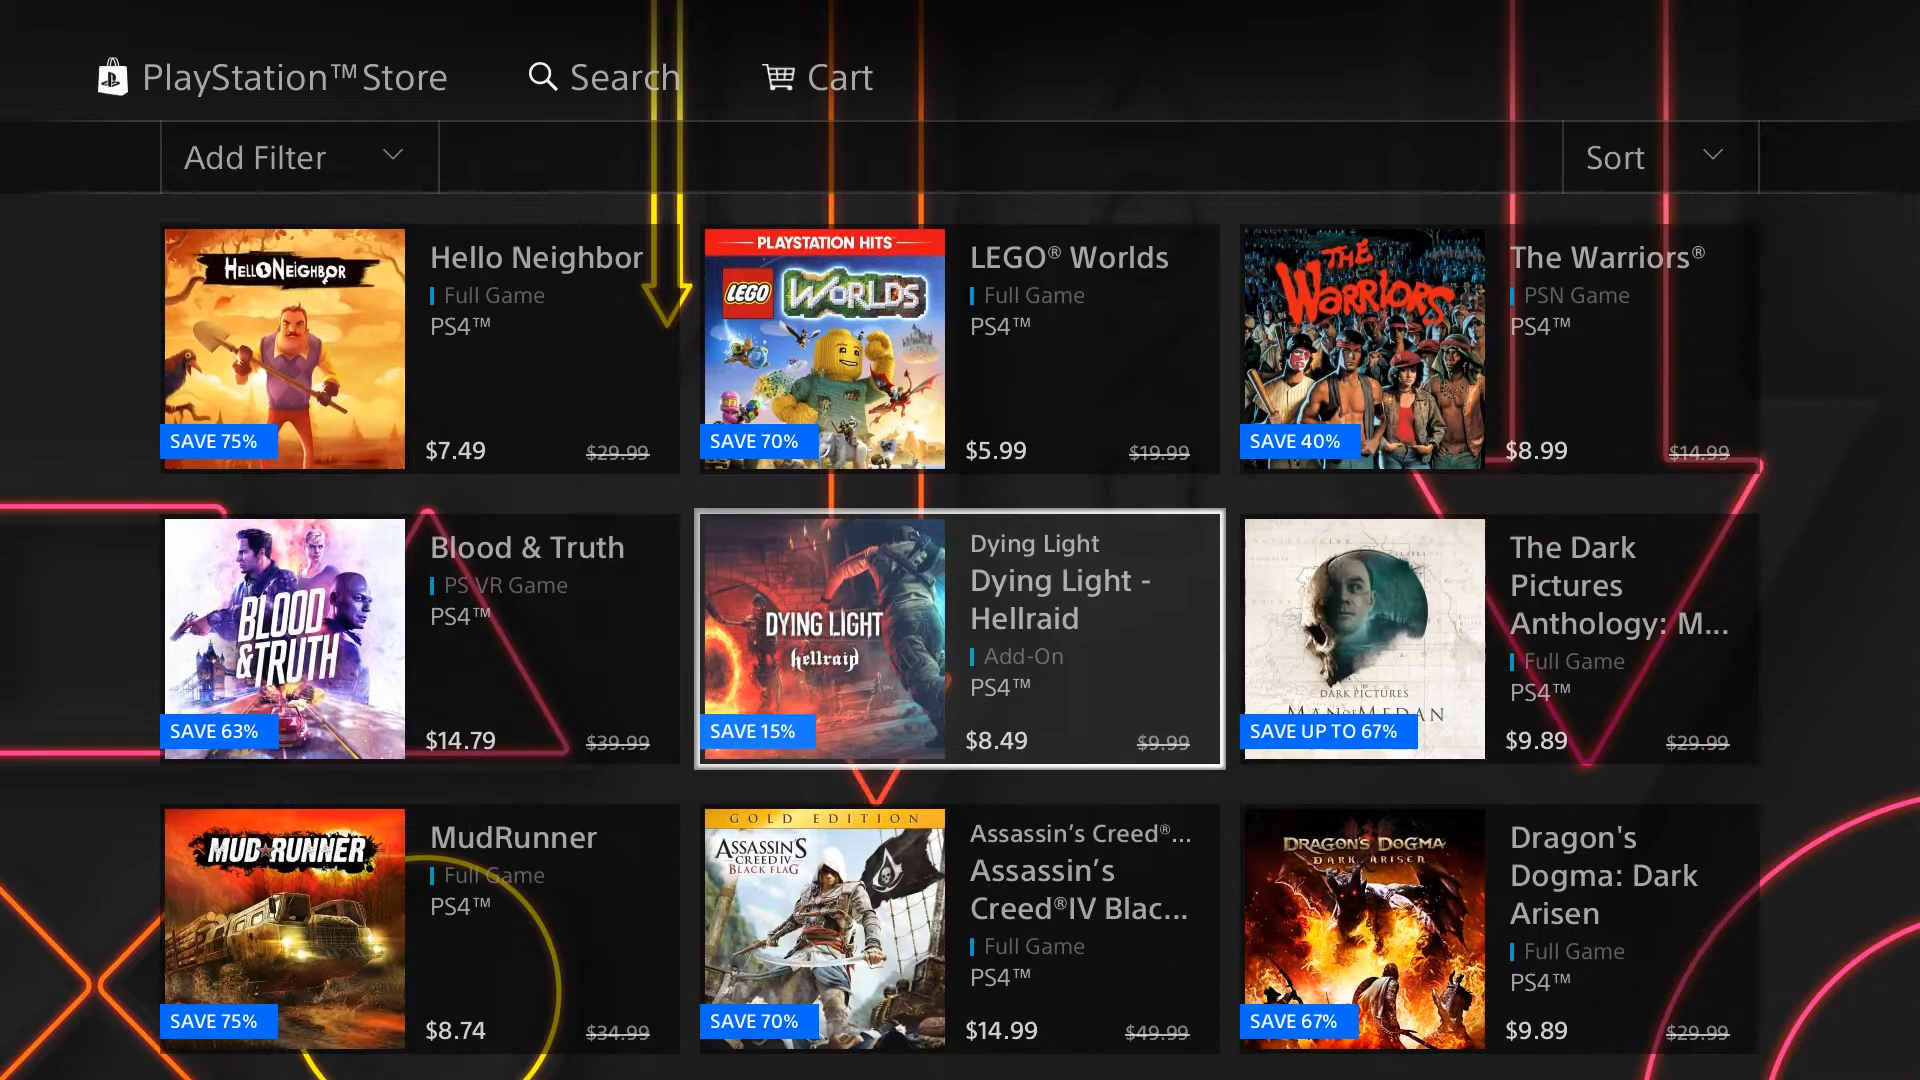 PlayStation™Store
Search
Cart
Add Filter
Sort
HELLO NEIGHBOR
SAVE 75%
Hello Neighbor
Full Game
PS4™
$7.49 $29.99
PLAYSTATION HITS
LEGO WORLDS
SAVE 70%
LEGO® Worlds
Full Game
PS4™
$5.99 $19.99
THE
WARRIORS
SAVE 40%
The Warriors®
PSN Game
PS4™
$8.99 $14.99
BLOOD
&TRUTH
SAVE 63%
Blood & Truth
PS VR Game
PS4™
$14.79 $39.99
DYING LIGHT
hellraid
SAVE 15%
Dying Light
Dying Light -
Hellraid
Add-On
PS4™
$8.49 $9.99
THE
DARK PICTURES
MAN OF MEDAN
SAVE UP TO 67%
The Dark
Pictures
Anthology: M...
Full Game
PS4™
$9.89 $29.99
MUDRUNNER
SAVE 75%
MudRunner
Full Game
PS4™
$8.74 $34.99
GOLD EDITION
ASSASSIN'S
CREED IV
BLACK FLAG
SAVE 70%
Assassin's Creed®...
Assassin's
Creed®IV Blac...
Full Game
PS4™
$14.99 $49.99
DRAGON'S DOGMA
DARK ARISEN
SAVE 67%
Dragon's
Dogma: Dark
Arisen
Full Game
PS4™
$9.89 $29.99